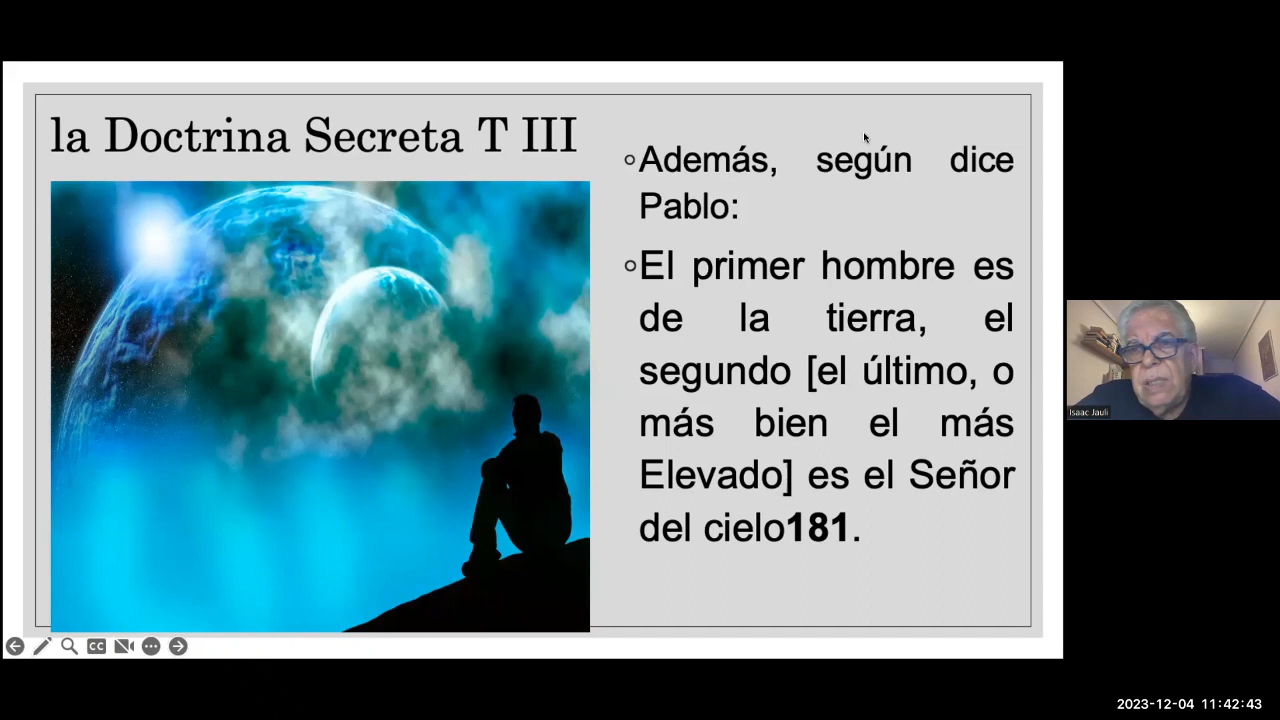 la Doctrina Secreta T III
Además, según dice
Pablo:
El primer hombre es
de la tierra, el
segundo [el último, o
más bien el más
Elevado] es el Señor
del cielo181.
Isaac Jauli
CC
2023-12-04 11:42:43